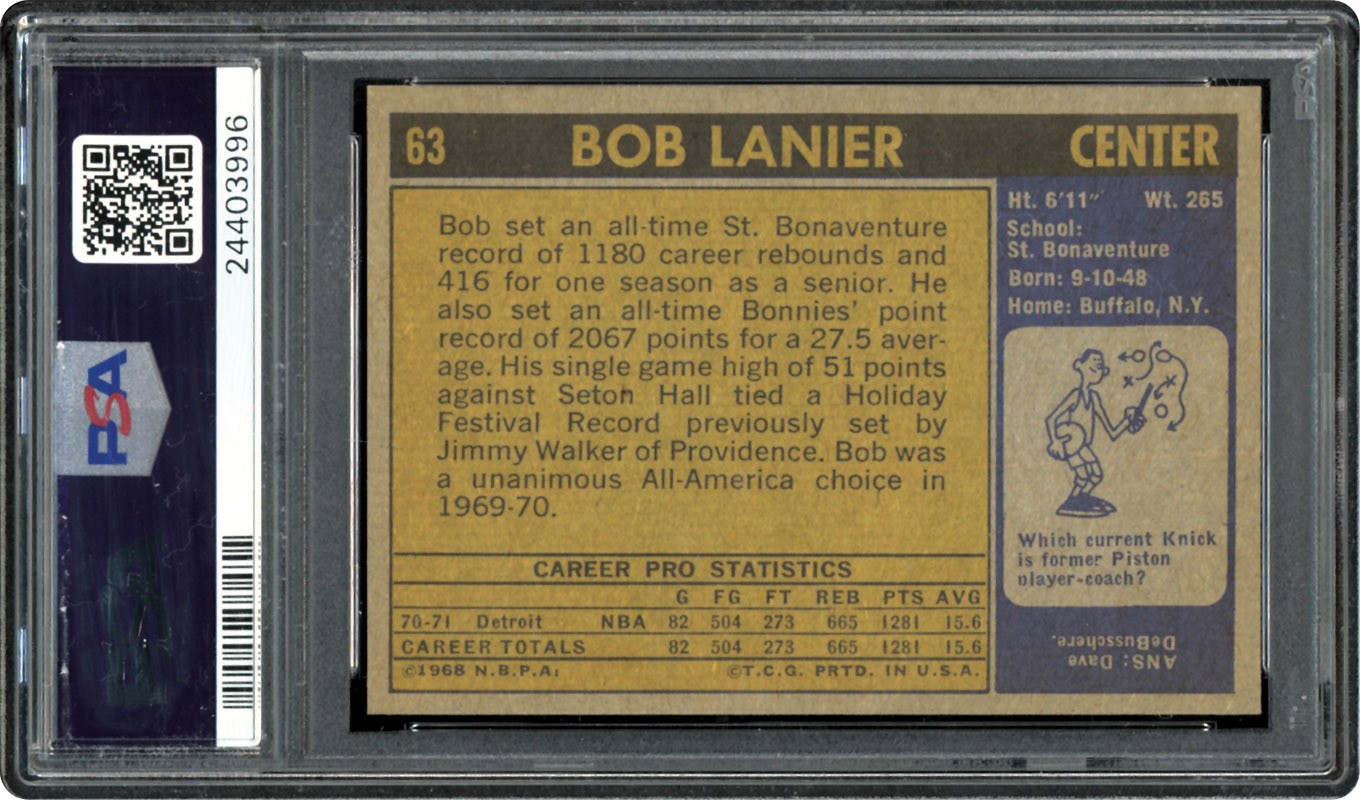 PSA
24403996
PSA
63 BOB LANIER CENTER
Bob set an all-time St. Bonaventure
record of 1180 career rebounds and
416 for one season as a senior. He
also set an all-time Bonnies' point
record of 2067 points for a 27.5 aver-
age. His single game high of 51 points
against Seton Hall tied a Holiday
Festival Record previously set by
Jimmy Walker of Providence. Bob was
a unanimous All-America choice in
1969-70.
CAREER PRO STATISTICS
G FG FT REB PTS AVG
70-71 Detroit NBA 82 504 273 665 1281 15.6
CAREER TOTALS 82 504 273 665 1281 15.6
©1968 N.B.P.A. ©T.C.G. PRTD. IN U.S.A.
Ht. 6'11" Wt. 265
School:
St. Bonaventure
Born: 9-10-48
Home: Buffalo, N.Y.
Which current Knick
is former Piston
player-coach?
ANS: Dave
DeBusschere.